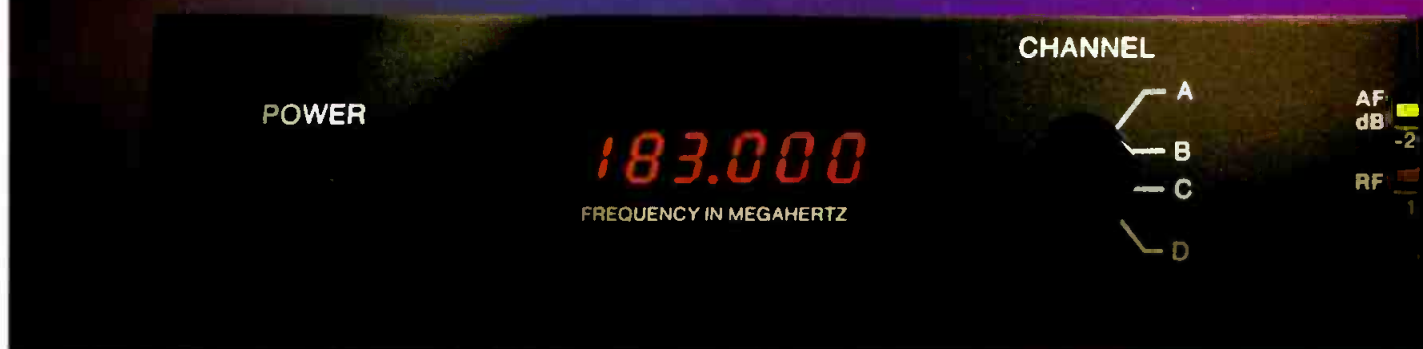 CHANNEL
A
POWER
AF
dB
183.000
-2
B
C
RF
1
FREQUENCY IN MEGAHERTZ
D